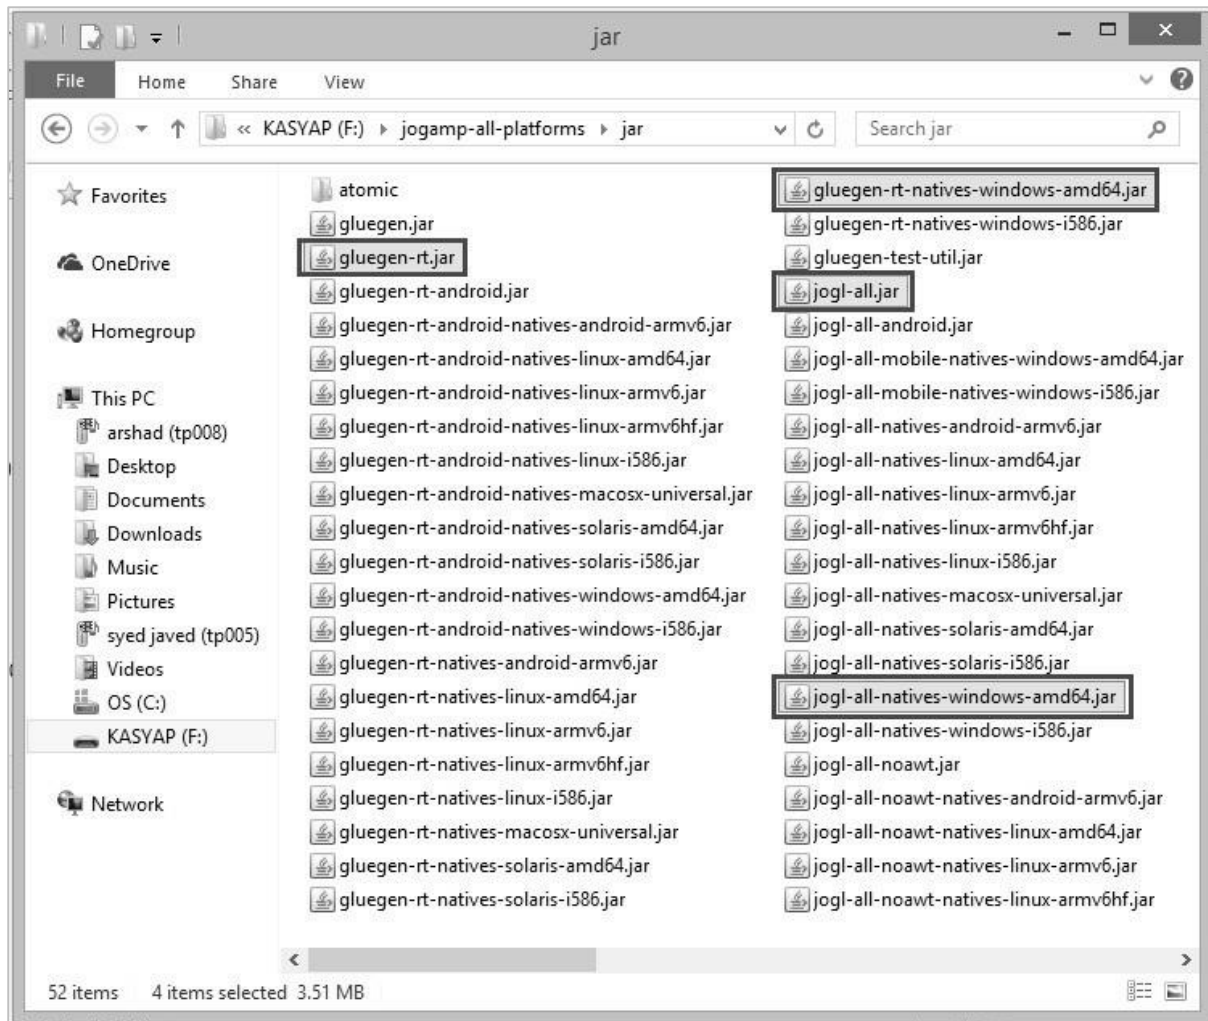 jar
File Home Share View
« KASYAP (F:) jogamp-all-platforms jar Search jar
Favorites
OneDrive
Homegroup
This PC
arshad (tp008)
Desktop
Documents
Downloads
Music
Pictures
syed javed (tp005)
Videos
OS (C:)
KASYAP (F:)
Network
atomic
gluegen.jar
gluegen-rt.jar
gluegen-rt-android.jar
gluegen-rt-android-natives-android-armv6.jar
gluegen-rt-android-natives-linux-amd64.jar
gluegen-rt-android-natives-linux-armv6.jar
gluegen-rt-android-natives-linux-armv6hf.jar
gluegen-rt-android-natives-linux-i586.jar
gluegen-rt-android-natives-macosx-universal.jar
gluegen-rt-android-natives-solaris-amd64.jar
gluegen-rt-android-natives-solaris-i586.jar
gluegen-rt-android-natives-windows-amd64.jar
gluegen-rt-android-natives-windows-i586.jar
gluegen-rt-natives-android-armv6.jar
gluegen-rt-natives-linux-amd64.jar
gluegen-rt-natives-linux-armv6.jar
gluegen-rt-natives-linux-armv6hf.jar
gluegen-rt-natives-linux-i586.jar
gluegen-rt-natives-macosx-universal.jar
gluegen-rt-natives-solaris-amd64.jar
gluegen-rt-natives-solaris-i586.jar
gluegen-rt-natives-windows-amd64.jar
gluegen-rt-natives-windows-i586.jar
gluegen-test-util.jar
jogl-all.jar
jogl-all-android.jar
jogl-all-mobile-natives-windows-amd64.jar
jogl-all-mobile-natives-windows-i586.jar
jogl-all-natives-android-armv6.jar
jogl-all-natives-linux-amd64.jar
jogl-all-natives-linux-armv6.jar
jogl-all-natives-linux-armv6hf.jar
jogl-all-natives-linux-i586.jar
jogl-all-natives-macosx-universal.jar
jogl-all-natives-solaris-amd64.jar
jogl-all-natives-solaris-i586.jar
jogl-all-natives-windows-amd64.jar
jogl-all-natives-windows-i586.jar
jogl-all-noawt.jar
jogl-all-noawt-natives-android-armv6.jar
jogl-all-noawt-natives-linux-amd64.jar
jogl-all-noawt-natives-linux-armv6.jar
jogl-all-noawt-natives-linux-armv6hf.jar
52 items 4 items selected 3.51 MB